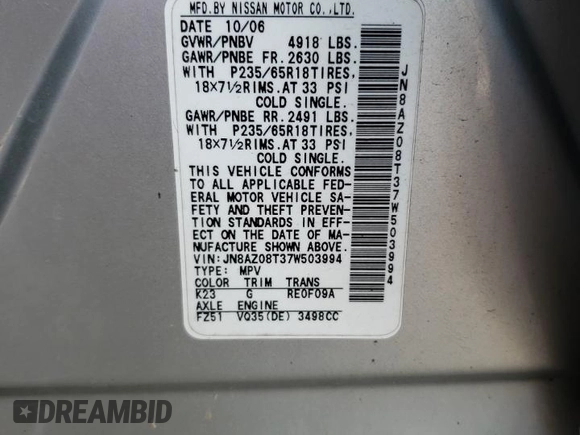 MFD.BY NISSAN MOTOR CO.,LTD.
DATE 10/06
GVWR/PNBV 4918 LBS.
GAWR/PNBE FR.2630 LBS.
WITH P235/65R18TIRES,
18×7½RIMS.AT 33 PSI
COLD SINGLE.
GAWR/PNBE RR.2491 LBS.
WITH P235/65R18TIRES,
18×7½RIMS.AT 33 PSI
COLD SINGLE.
THIS VEHICLE CONFORMS
TO ALL APPLICABLE FED-
ERAL MOTOR VEHICLE SA-
FETY AND THEFT PREVEN-
TION STANDARDS IN EFF-
ECT ON THE DATE OF MA-
NUFACTURE SHOWN ABOVE.
VIN:JN8AZ08T37W503994
TYPE: MPV
COLOR TRIM TRANS
K23 G RE0F09A
AXLE ENGINE
FZ51 VQ35(DE) 3498CC
JN8AZ08T37W503994
DREAMBID